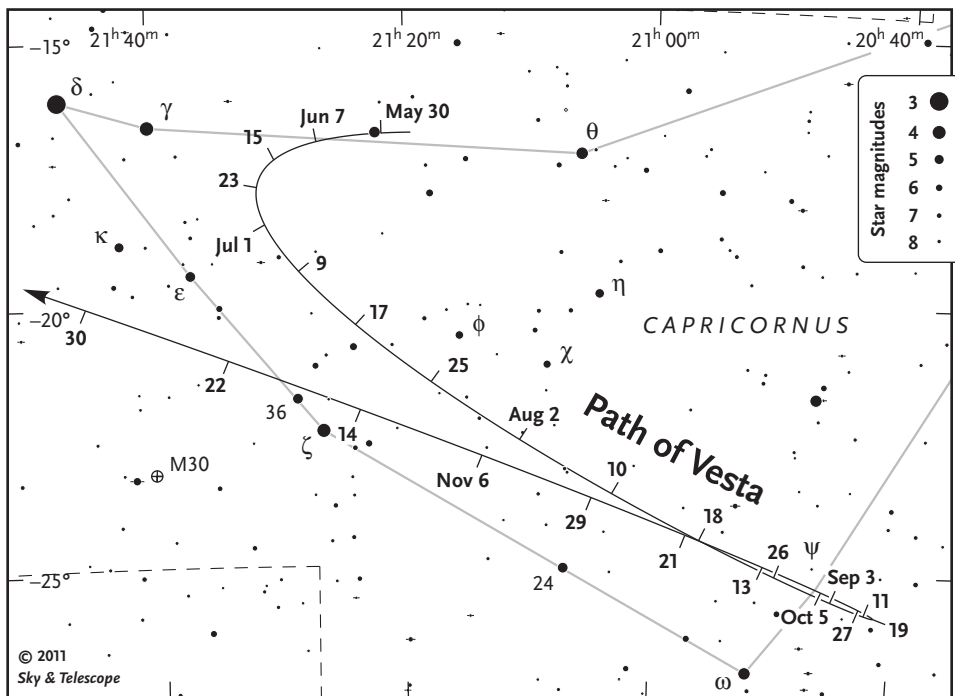 −15°
21ʰ 40ᵐ
21ʰ 20ᵐ
21ʰ 00ᵐ
20ʰ 40ᵐ
δ
γ
θ
May 30
Jun 7
15
23
Jul 1
9
17
25
Aug 2
10
18
26
Sep 3
11
19
27
Oct 5
13
21
29
Nov 6
14
22
30
Star magnitudes
3
4
5
6
7
8
κ
ε
η
ϕ
χ
CAPRICORNUS
−20°
36
ζ
M30
Path of Vesta
ψ
−25°
24
ω
© 2011
Sky & Telescope